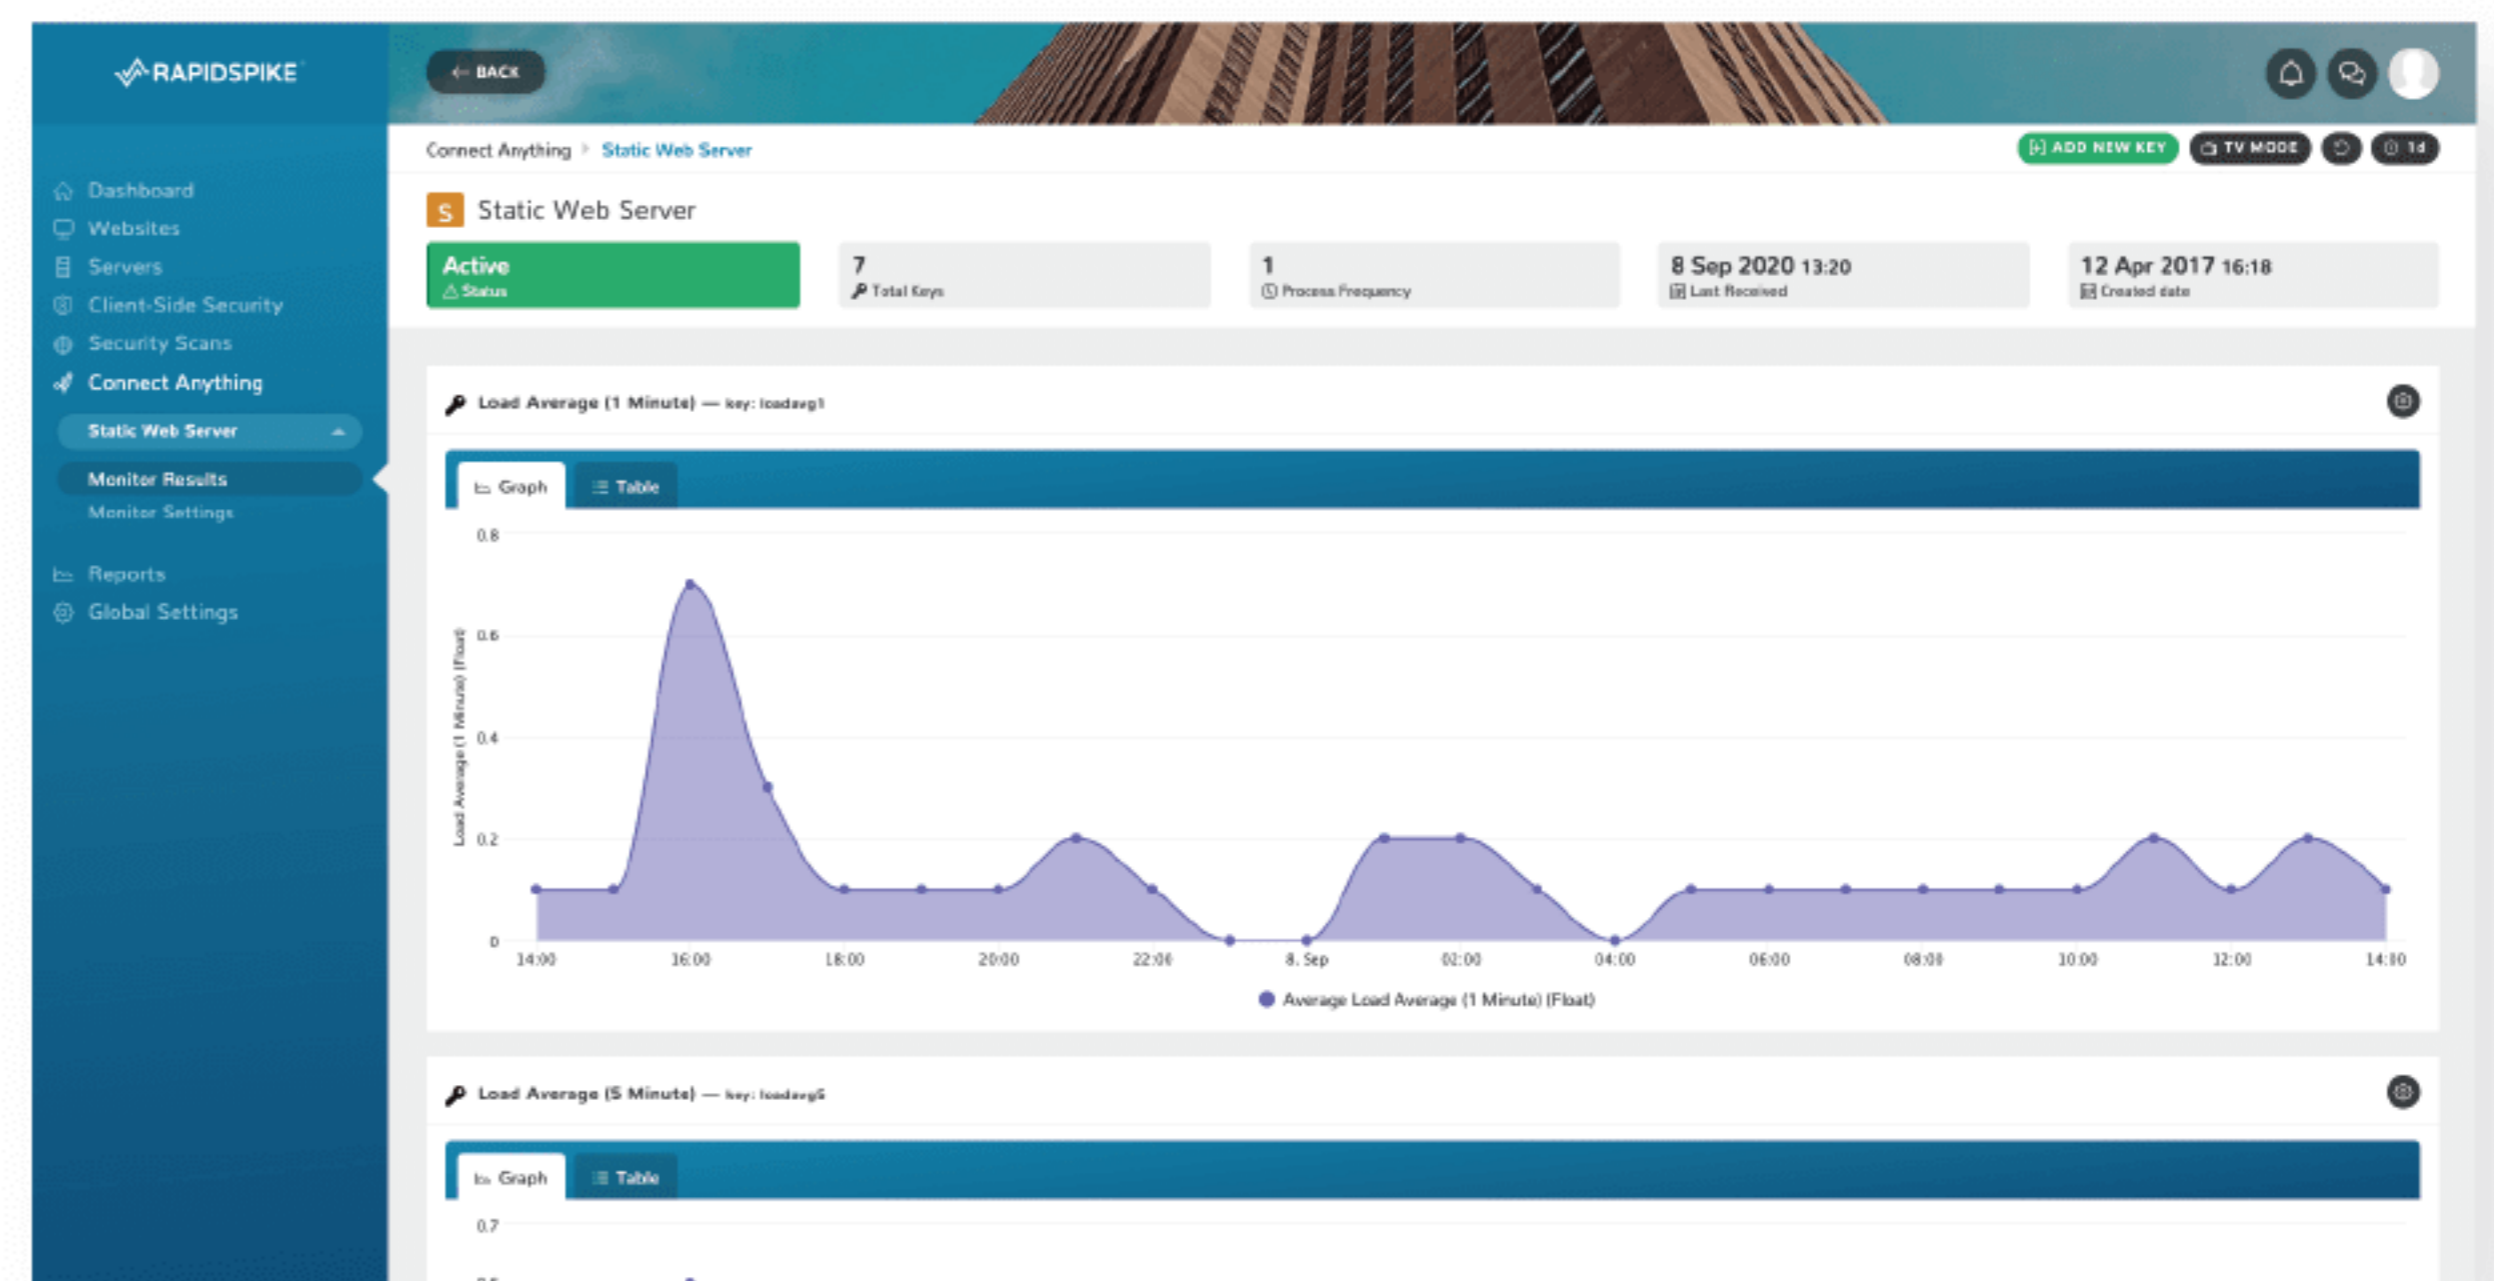 RAPIDSPIKE
← BACK
Connect Anything
Static Web Server
ADD NEW KEY
TV MODE
1d
Dashboard
Websites
Servers
Client-Side Security
Security Scans
Connect Anything
Static Web Server
Monitor Results
Monitor Settings
Reports
Global Settings
S
Static Web Server
Active
Status
7
Total Keys
1
Process Frequency
8 Sep 2020 13:20
Last Received
12 Apr 2017 16:18
Created date
Load Average (1 Minute) — key: loadavg1
Graph
Table
0.8
0.6
0.4
0.2
0
Load Average (1 Minute) (Float)
14:00 16:00 18:00 20:00 22:00 8. Sep 02:00 04:00 06:00 08:00 10:00 12:00 14:00
Average Load Average (1 Minute) (Float)
Load Average (5 Minute) — key: loadavg5
Graph
Table
0.7